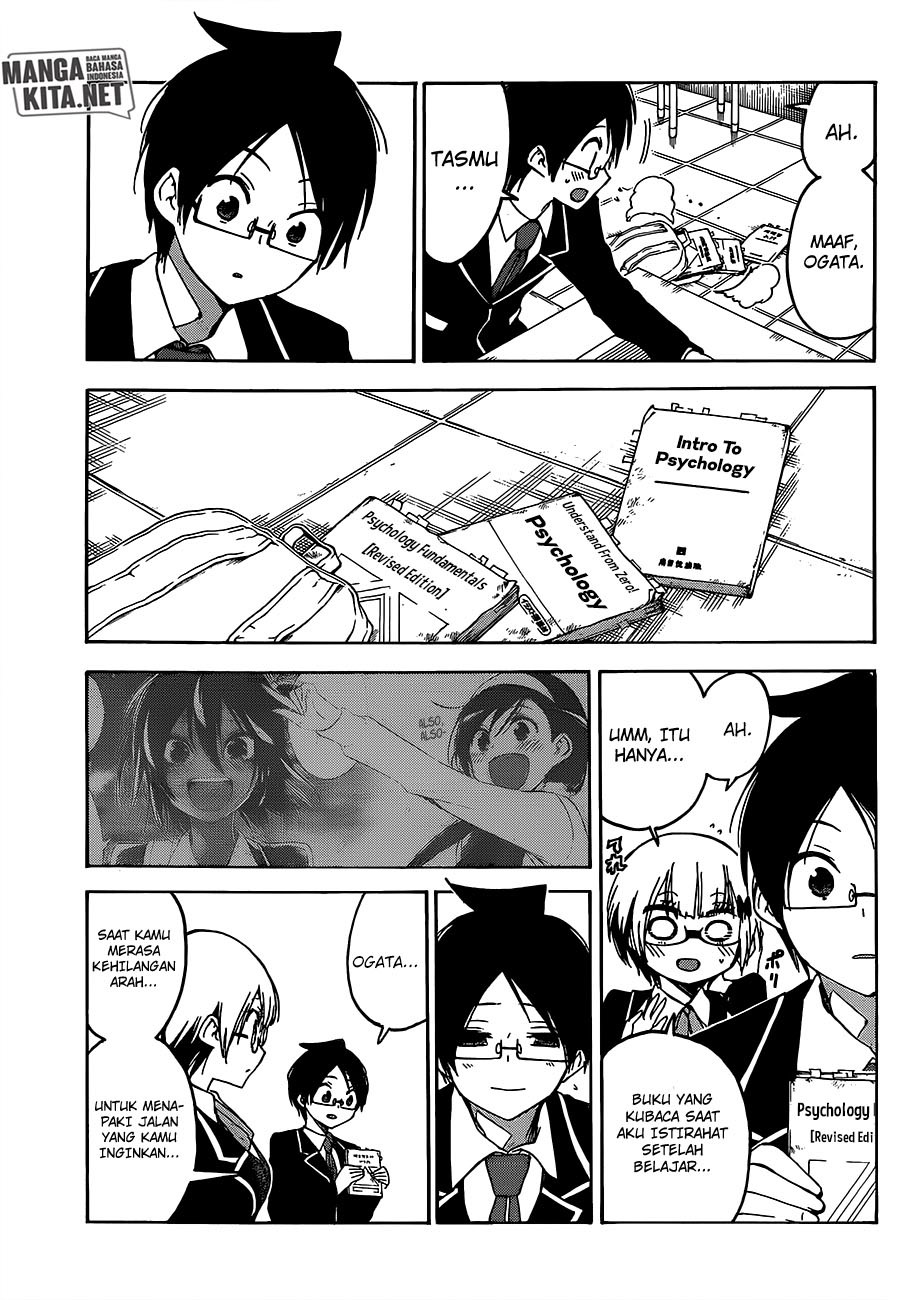 MANGA
KITA.NET
BACA MANGA
BAHASA
INDONESIA
AH.
MAAF,
OGATA.
TASMU
...
Intro To
Psychology
Understand From Zero!
Psychology
Psychology Fundamentals
[Revised Edition]
AH.
UMM, ITU
HANYA...
BUKU YANG
KUBACA SAAT
AKU ISTIRAHAT
SETELAH
BELAJAR...
Psychology
[Revised Edi
ALSO,
ALSO-
OGATA...
SAAT KAMU
MERASA
KEHILANGAN
ARAH...
UNTUK MENA-
PAKI JALAN
YANG KAMU
INGINKAN...